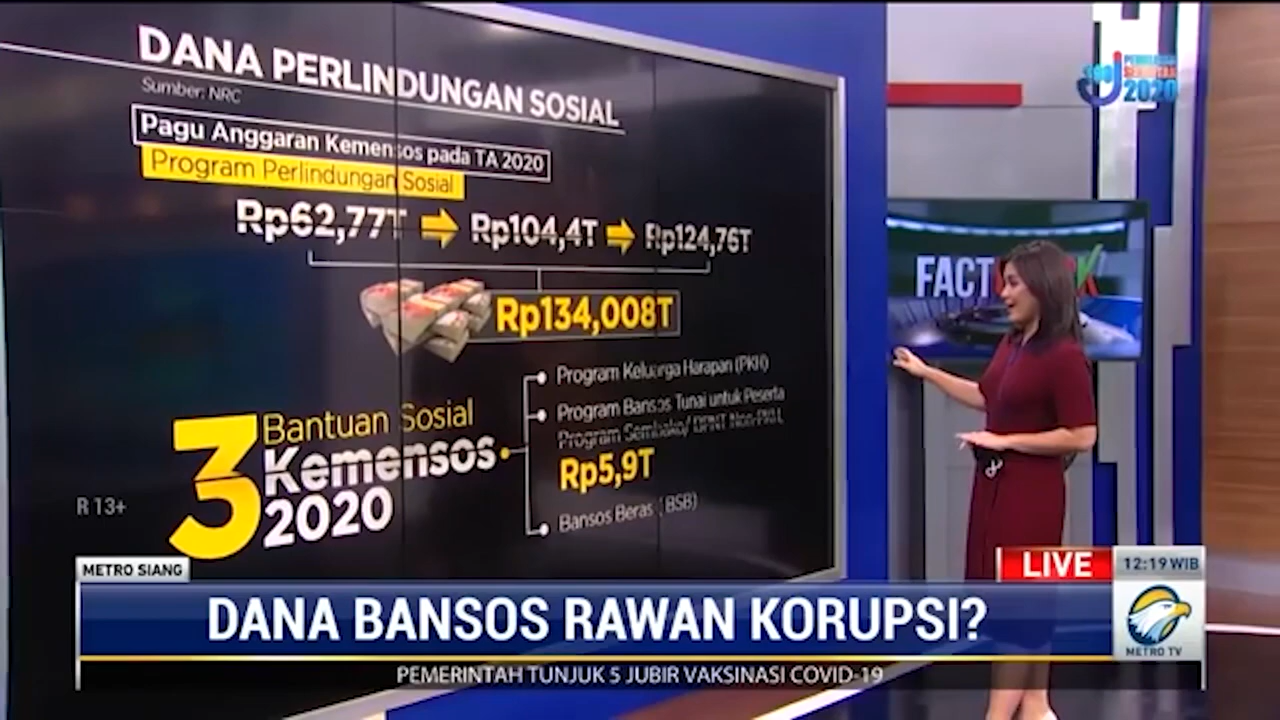 DANA PERLINDUNGAN SOSIAL
Sumber: NRC
Pagu Anggaran Kemensos pada TA 2020
Program Perlindungan Sosial
Rp62,77T
Rp104,4T
Rp124,76T
Rp134,008T
3
Bantuan Sosial
Kemensos
2020
Program Keluarga Harapan (PKH)
Program Bansos Tunai untuk Peserta
Program Sembako/ BPNT Non-PKH
Rp5,9T
Bansos Beras (BSB)
2020
FACT
R 13+
METRO SIANG
LIVE
12:19 WIB
DANA BANSOS RAWAN KORUPSI?
METRO TV
PEMERINTAH TUNJUK 5 JUBIR VAKSINASI COVID-19